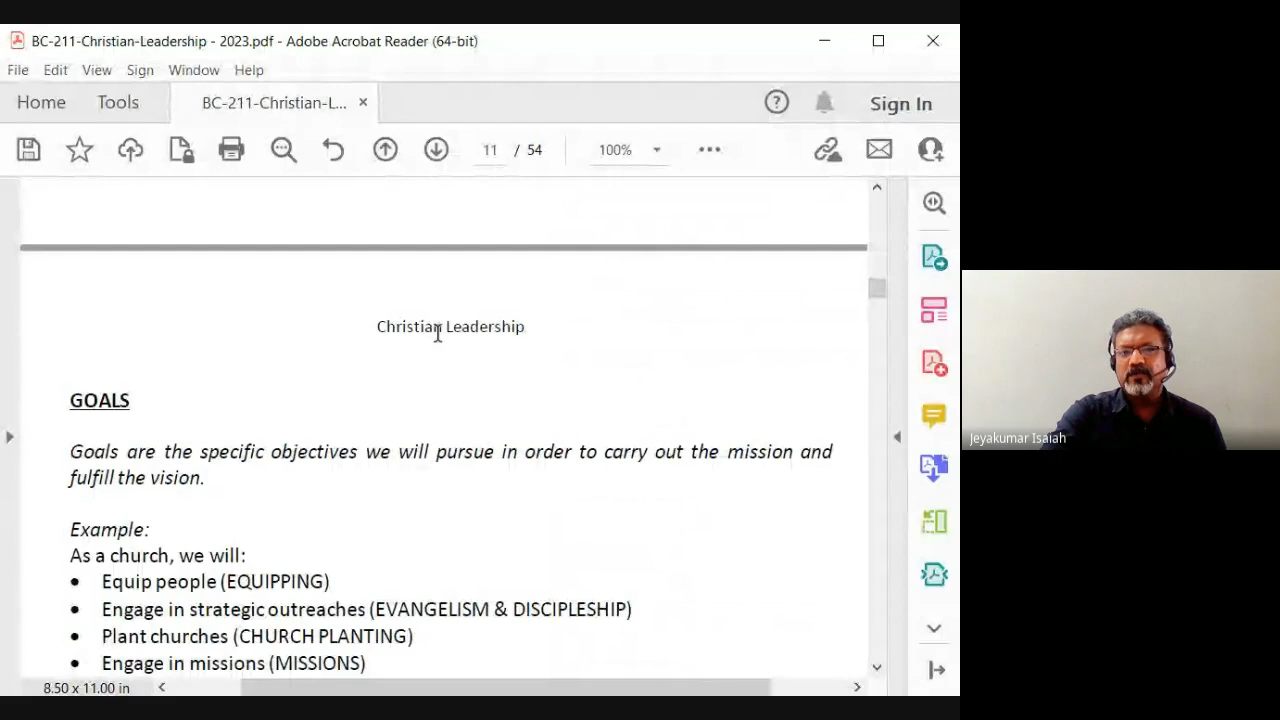 BC-211-Christian-Leadership - 2023.pdf - Adobe Acrobat Reader (64-bit)
File Edit View Sign Window Help
Home Tools BC-211-Christian-L... × Sign In
11 / 54 100%
Christian Leadership
GOALS
Goals are the specific objectives we will pursue in order to carry out the mission and
fulfill the vision.
Example:
As a church, we will:
• Equip people (EQUIPPING)
• Engage in strategic outreaches (EVANGELISM & DISCIPLESHIP)
• Plant churches (CHURCH PLANTING)
• Engage in missions (MISSIONS)
8.50 x 11.00 in
Jeyakumar Isaiah